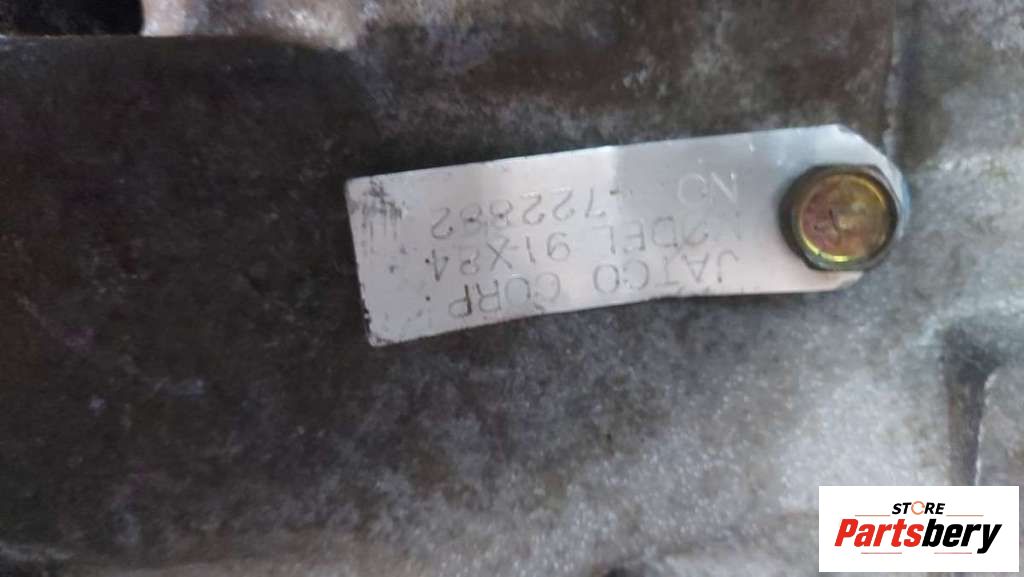 JATCO CORP
MODEL 91X24
NO 722882
STORE
Partsbery